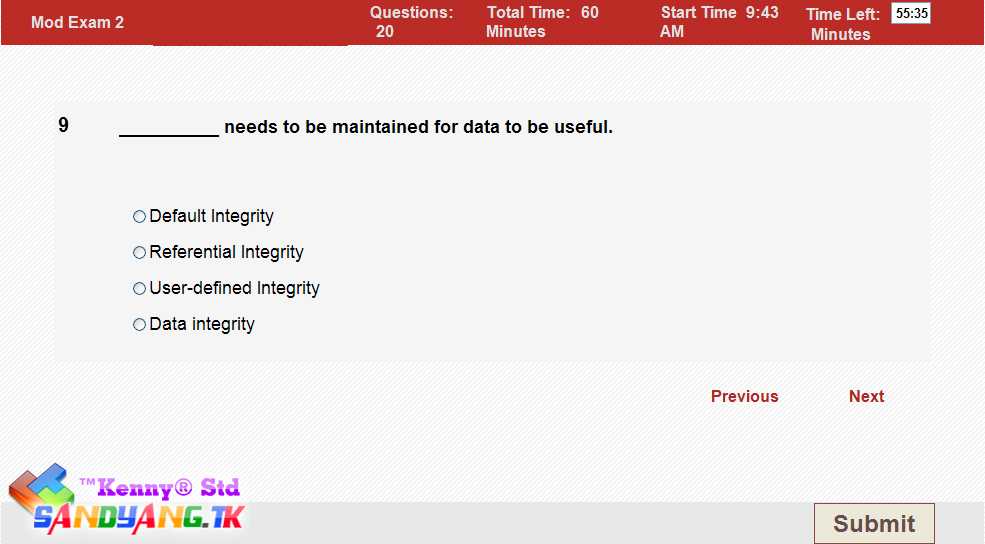 Mod Exam 2
Questions: 20
Total Time: 60 Minutes
Start Time 9:43 AM
Time Left: 55:35 Minutes
9 __________ needs to be maintained for data to be useful.
Default Integrity
Referential Integrity
User-defined Integrity
Data integrity
Previous Next
™Kenny® Std
SANDYANG.TK
Submit